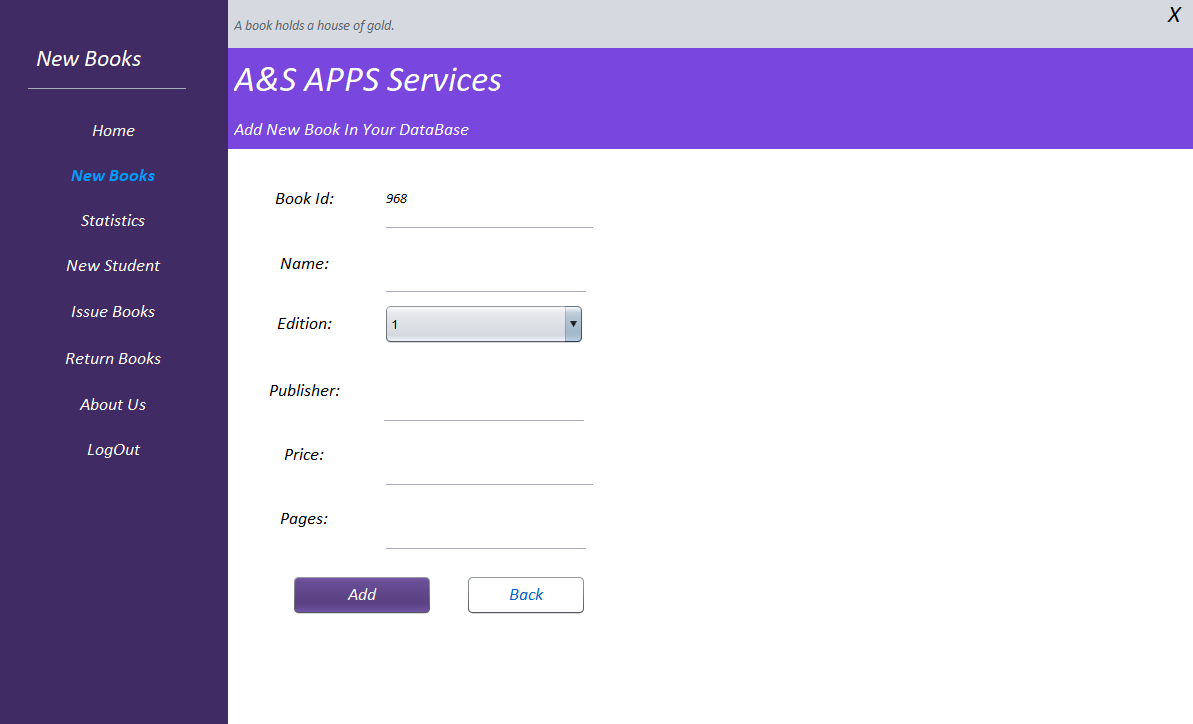 A book holds a house of gold.
X
New Books
A&S APPS Services
Add New Book In Your DataBase
Home
New Books
Statistics
New Student
Issue Books
Return Books
About Us
LogOut
Book Id: 968
Name:
Edition: 1
Publisher:
Price:
Pages:
Add
Back